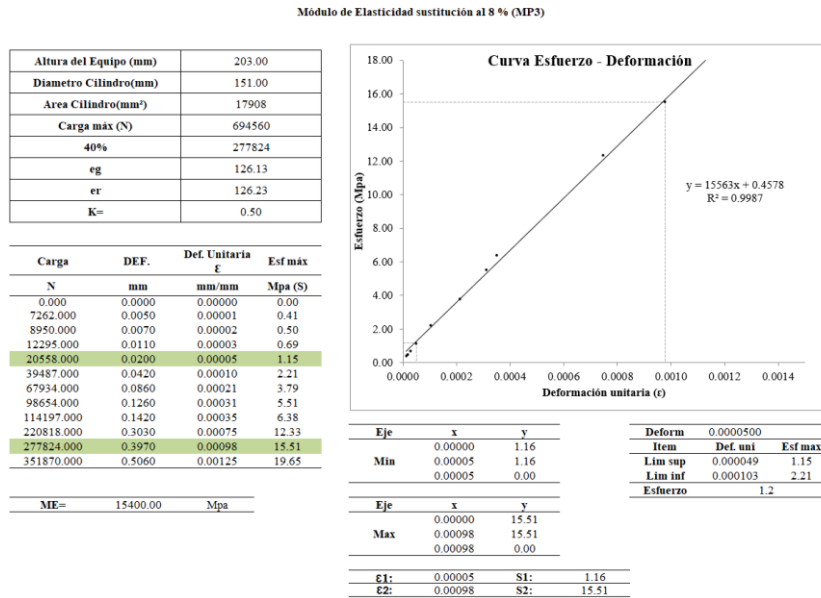 Módulo de Elasticidad sustitución al 8 % (MP3)
Altura del Equipo (mm) 203.00
Diametro Cilindro(mm) 151.00
Area Cilindro(mm²) 17908
Carga máx (N) 694560
40% 277824
eg 126.13
er 126.23
K= 0.50
Carga DEF. Def. Unitaria ε Esf máx
N mm mm/mm Mpa (S)
0.000 0.0000 0.00000 0.00
7262.000 0.0050 0.00001 0.41
8950.000 0.0070 0.00002 0.50
12295.000 0.0110 0.00003 0.69
20558.000 0.0200 0.00005 1.15
39487.000 0.0420 0.00010 2.21
67934.000 0.0860 0.00021 3.79
98654.000 0.1260 0.00031 5.51
114197.000 0.1420 0.00035 6.38
220818.000 0.3030 0.00075 12.33
277824.000 0.3970 0.00098 15.51
351870.000 0.5060 0.00125 19.65
ME= 15400.00 Mpa
Curva Esfuerzo - Deformación
18.00
16.00
14.00
12.00
10.00
8.00
6.00
4.00
2.00
0.00
Esfuerzo (Mpa)
y = 15563x + 0.4578
R² = 0.9987
0.0000 0.0002 0.0004 0.0006 0.0008 0.0010 0.0012 0.0014
Deformación unitaria (ε)
Eje x y
0.00000 1.16
Min 0.00005 1.16
0.00005 0.00
Eje x y
0.00000 15.51
Max 0.00098 15.51
0.00098 0.00
ε1: 0.00005 S1: 1.16
ε2: 0.00098 S2: 15.51
Deform 0.0000500
Item Def. uni Esf max
Lim sup 0.000049 1.15
Lim inf 0.000103 2.21
Esfuerzo 1.2